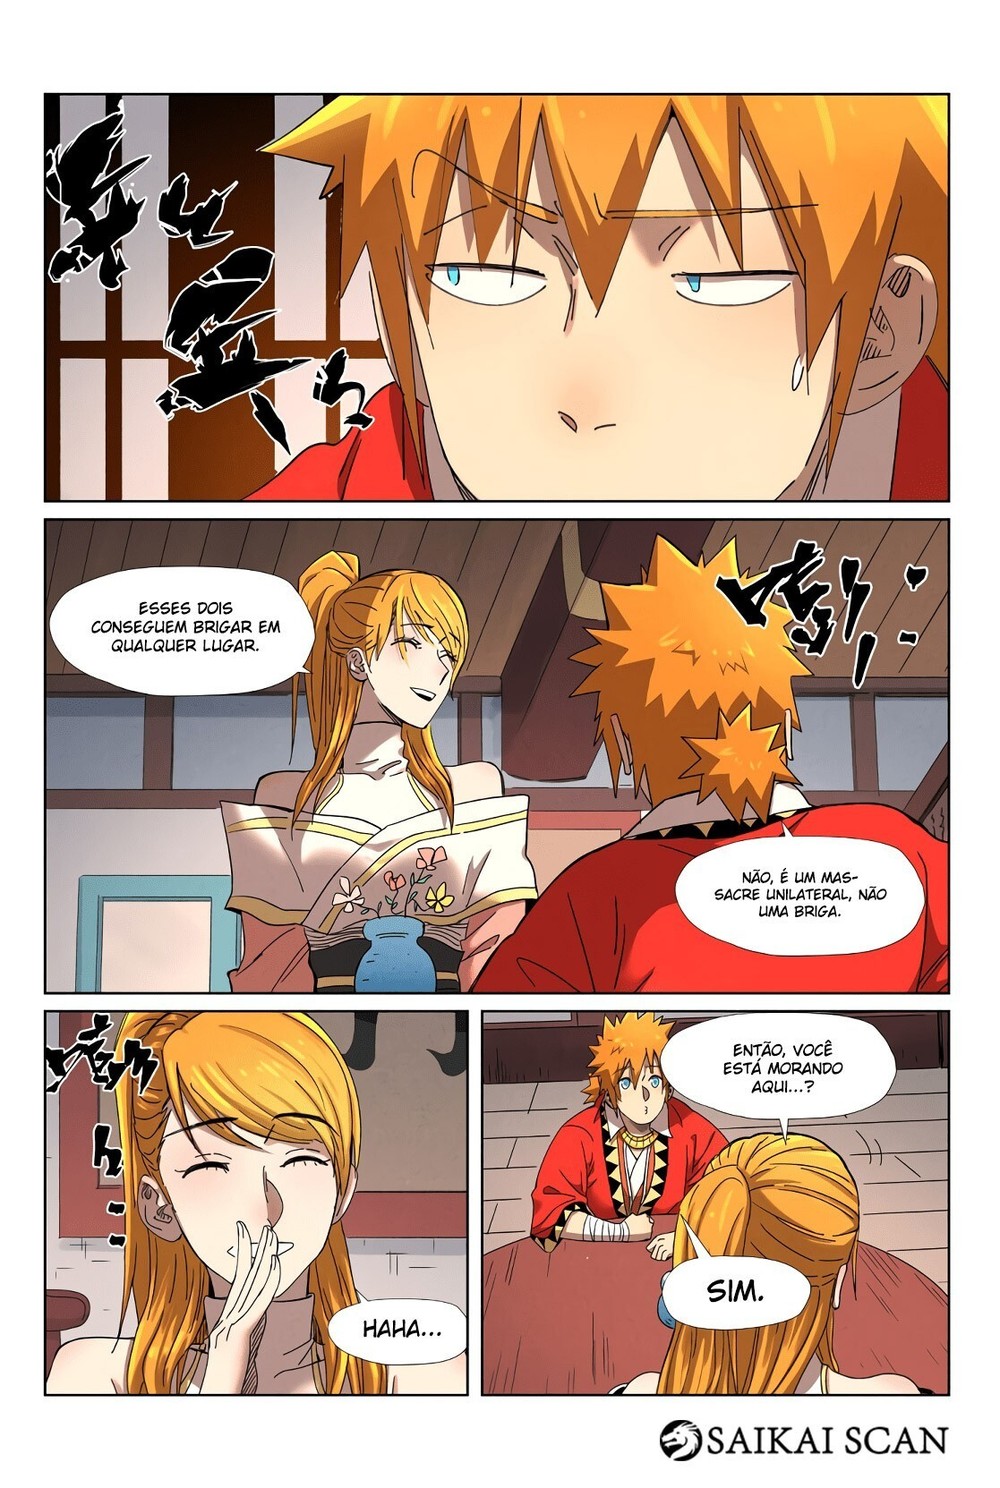 ESSES DOIS
CONSEGUEM BRIGAR EM
QUALQUER LUGAR.
NÃO, É UM MAS-
SACRE UNILATERAL, NÃO
UMA BRIGA.
HAHA...
ENTÃO, VOCÊ
ESTÁ MORANDO
AQUI...?
SIM.
SAIKAI SCAN